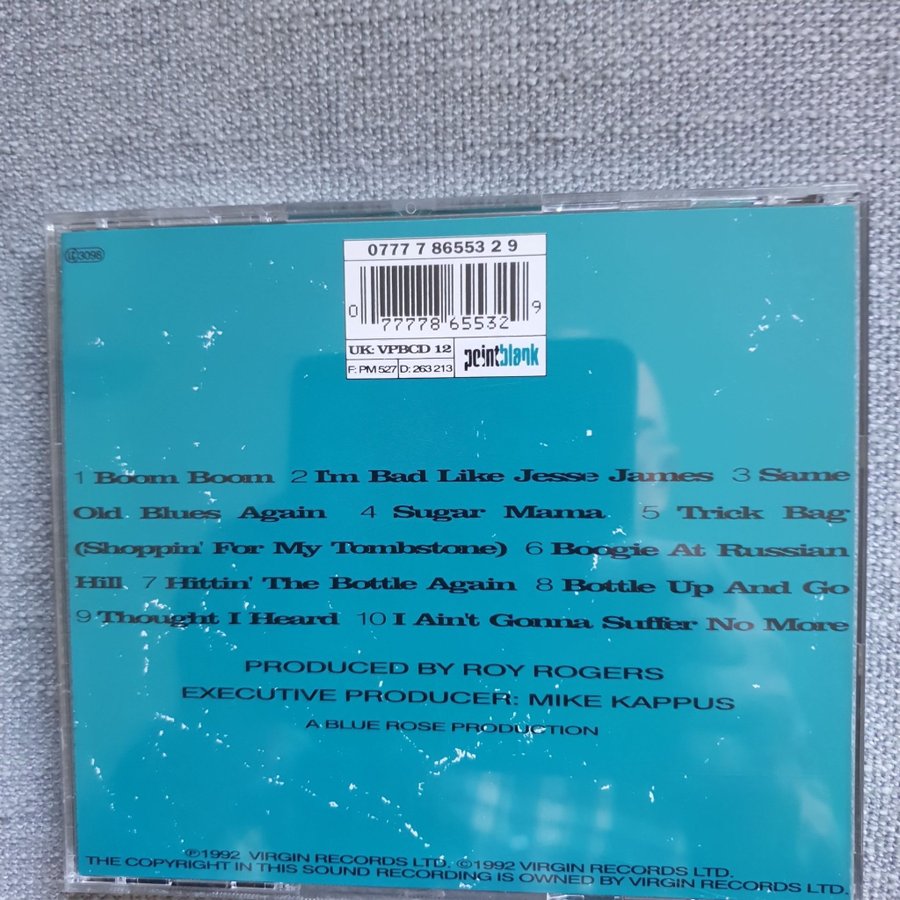 LC 3098
0777 7 86553 2 9
0 77778 65532 9
UK: VPBCD 12
F: PM 527 D: 263 213
pointblank
1 Boom Boom 2 I'm Bad Like Jesse James 3 Same
Old Blues Again 4 Sugar Mama 5 Trick Bag
(Shoppin' For My Tombstone) 6 Boogie At Russian
Hill 7 Hittin' The Bottle Again 8 Bottle Up And Go
9 Thought I Heard 10 I Ain't Gonna Suffer No More
PRODUCED BY ROY ROGERS
EXECUTIVE PRODUCER: MIKE KAPPUS
A BLUE ROSE PRODUCTION
℗1992 VIRGIN RECORDS LTD. ©1992 VIRGIN RECORDS LTD.
THE COPYRIGHT IN THIS SOUND RECORDING IS OWNED BY VIRGIN RECORDS LTD.